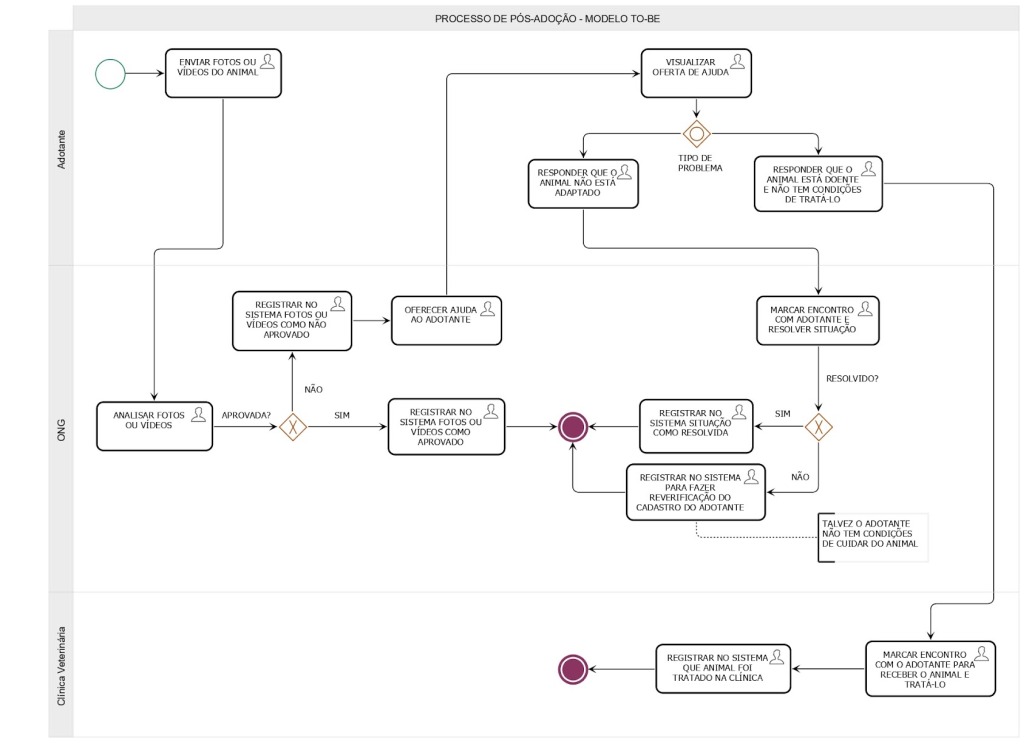 PROCESSO DE PÓS-ADOÇÃO - MODELO TO-BE
Adotante
ENVIAR FOTOS OU
VÍDEOS DO ANIMAL
VISUALIZAR
OFERTA DE AJUDA
TIPO DE
PROBLEMA
RESPONDER QUE O
ANIMAL NÃO ESTÁ
ADAPTADO
RESPONDER QUE O
ANIMAL ESTÁ DOENTE
E NÃO TEM CONDIÇÕES
DE TRATÁ-LO
ONG
REGISTRAR NO
SISTEMA FOTOS OU
VÍDEOS COMO NÃO
APROVADO
OFERECER AJUDA
AO ADOTANTE
MARCAR ENCONTRO
COM ADOTANTE E
RESOLVER SITUAÇÃO
RESOLVIDO?
NÃO
ANALISAR FOTOS
OU VÍDEOS
APROVADA?
SIM
REGISTRAR NO
SISTEMA FOTOS OU
VÍDEOS COMO
APROVADO
REGISTRAR NO
SISTEMA SITUAÇÃO
COMO RESOLVIDA
SIM
NÃO
REGISTRAR NO SISTEMA
PARA FAZER
REVERIFICAÇÃO DO
CADASTRO DO ADOTANTE
TALVEZ O ADOTANTE
NÃO TEM CONDIÇÕES
DE CUIDAR DO ANIMAL
Clínica Veterinária
REGISTRAR NO SISTEMA
QUE ANIMAL FOI
TRATADO NA CLÍNICA
MARCAR ENCONTRO
COM O ADOTANTE PARA
RECEBER O ANIMAL E
TRATÁ-LO